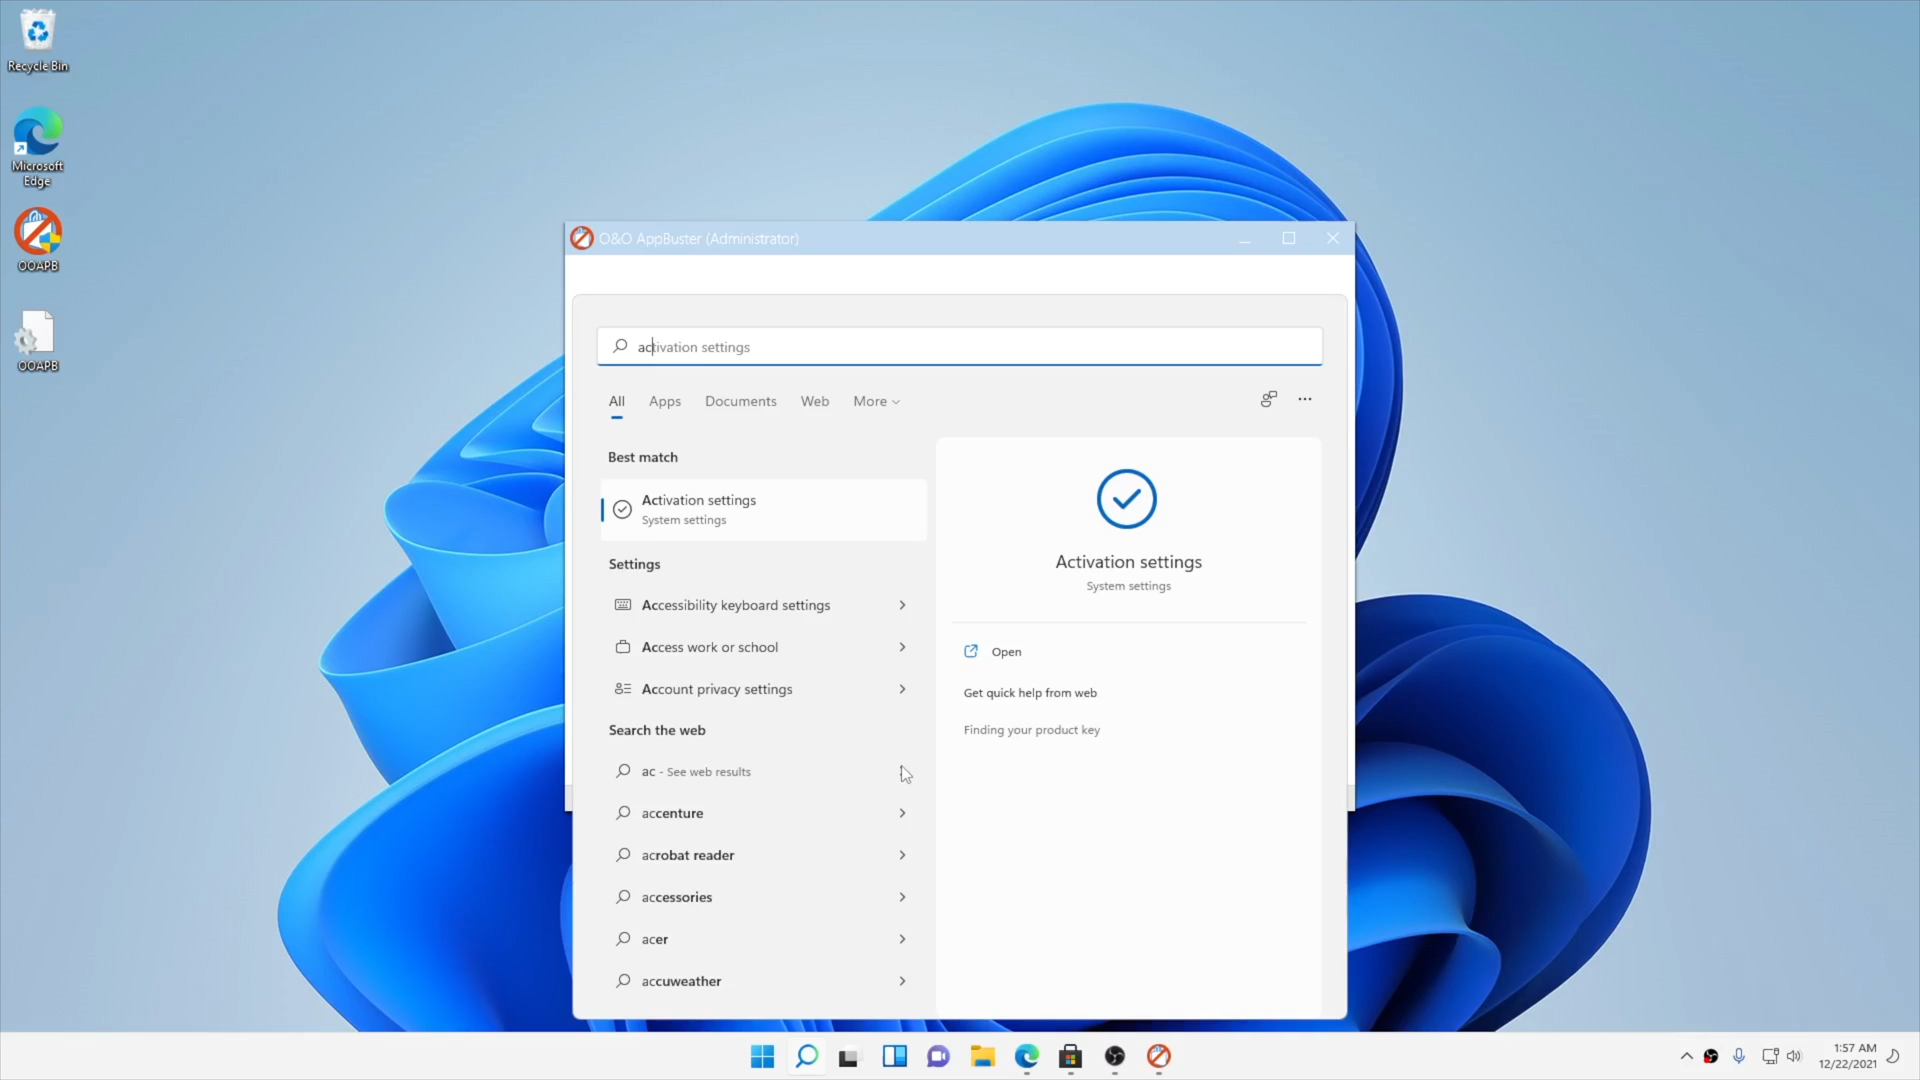 Recycle Bin
Microsoft
Edge
OOAPB
OOAPB
O&O AppBuster (Administrator)
activation settings
All Apps Documents Web More
Best match
Activation settings
System settings
Settings
Accessibility keyboard settings
Access work or school
Account privacy settings
Search the web
ac - See web results
accenture
acrobat reader
accessories
acer
accuweather
Activation settings
System settings
Open
Get quick help from web
Finding your product key
1:57 AM
12/22/2021